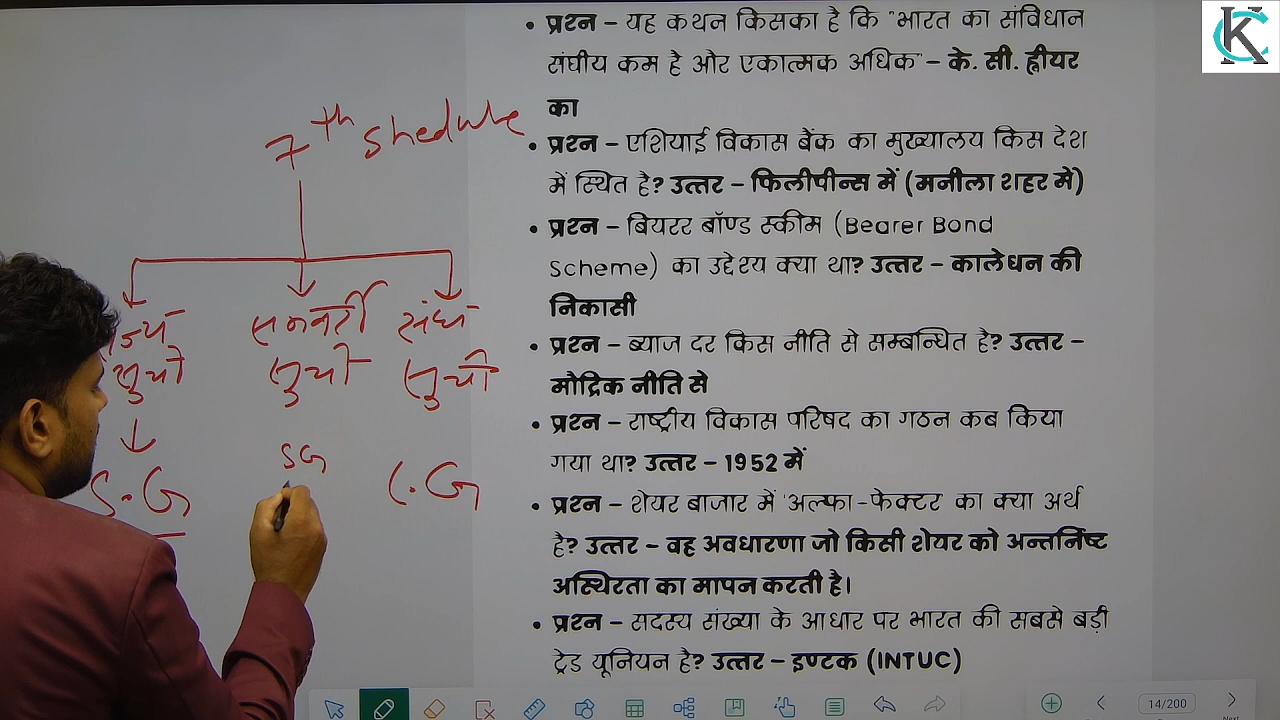 • प्रश्न – यह कथन किसका है कि "भारत का संविधान
संघीय कम है और एकात्मक अधिक" – के. सी. ह्वीयर
का
• प्रश्न – एशियाई विकास बैंक का मुख्यालय किस देश
में स्थित है? उत्तर – फिलीपीन्स में (मनीला शहर में)
• प्रश्न – बियरर बॉण्ड स्कीम (Bearer Bond
Scheme) का उद्देश्य क्या था? उत्तर – कालेधन की
निकासी
• प्रश्न – ब्याज दर किस नीति से सम्बन्धित है? उत्तर –
मौद्रिक नीति से
• प्रश्न – राष्ट्रीय विकास परिषद का गठन कब किया
गया था? उत्तर – 1952 में
• प्रश्न – शेयर बाजार में 'अल्फा-फेक्टर' का क्या अर्थ
है? उत्तर – वह अवधारणा जो किसी शेयर को अन्तर्निष्ट
अस्थिरता का मापन करती है।
• प्रश्न – सदस्य संख्या के आधार पर भारत की सबसे बड़ी
ट्रेड यूनियन है? उत्तर – इण्टक (INTUC)
7th Shedule
सूची सूची सूची
S.G SG C.G
14/200
Next
KC